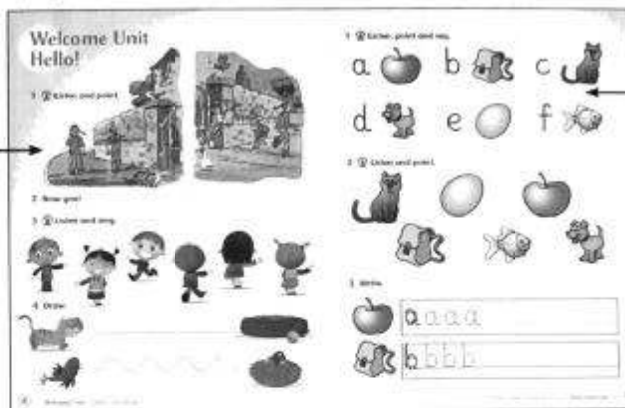 Welcome Unit
Hello!
1 Listen and point.
2 Now you!
3 Listen and sing.
4 Draw.
1 Listen, point and say.
a b c
d e f
2 Listen and point.
3 Draw.
a a a a
b b b b